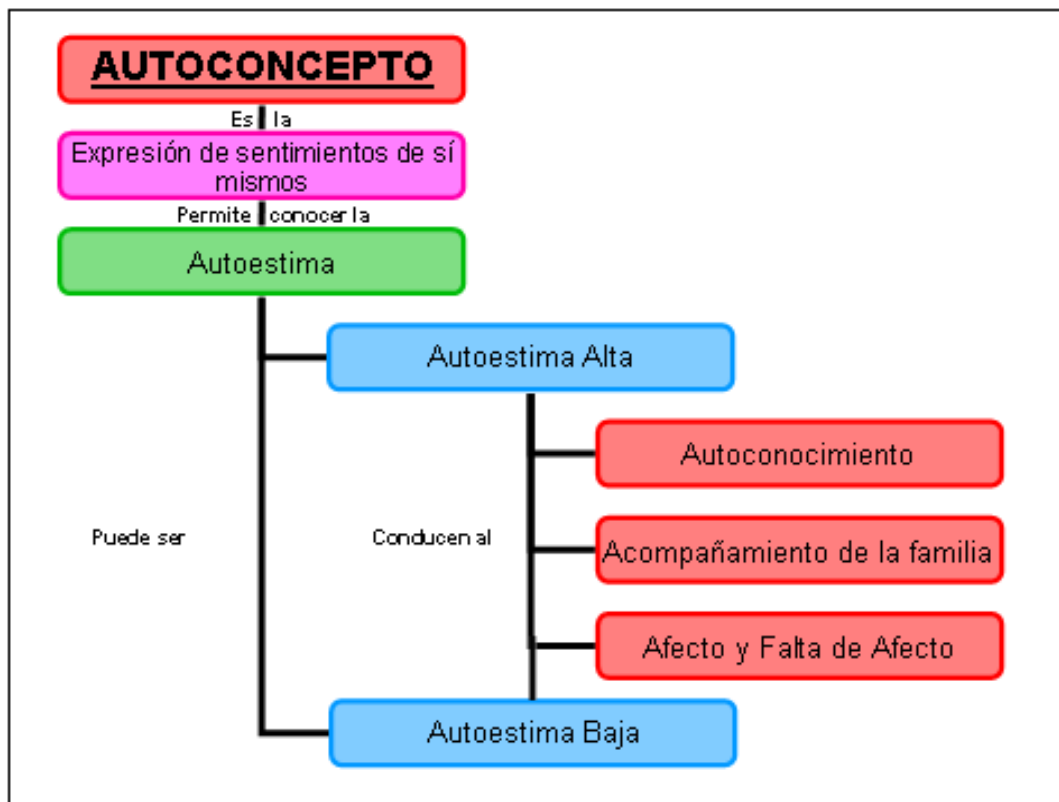 AUTOCONCEPTO
Es la
Expresión de sentimientos de sí
mismos
Permite conocer la
Autoestima
Autoestima Alta
Autoconocimiento
Puede ser
Conducen al
Acompañamiento de la familia
Afecto y Falta de Afecto
Autoestima Baja